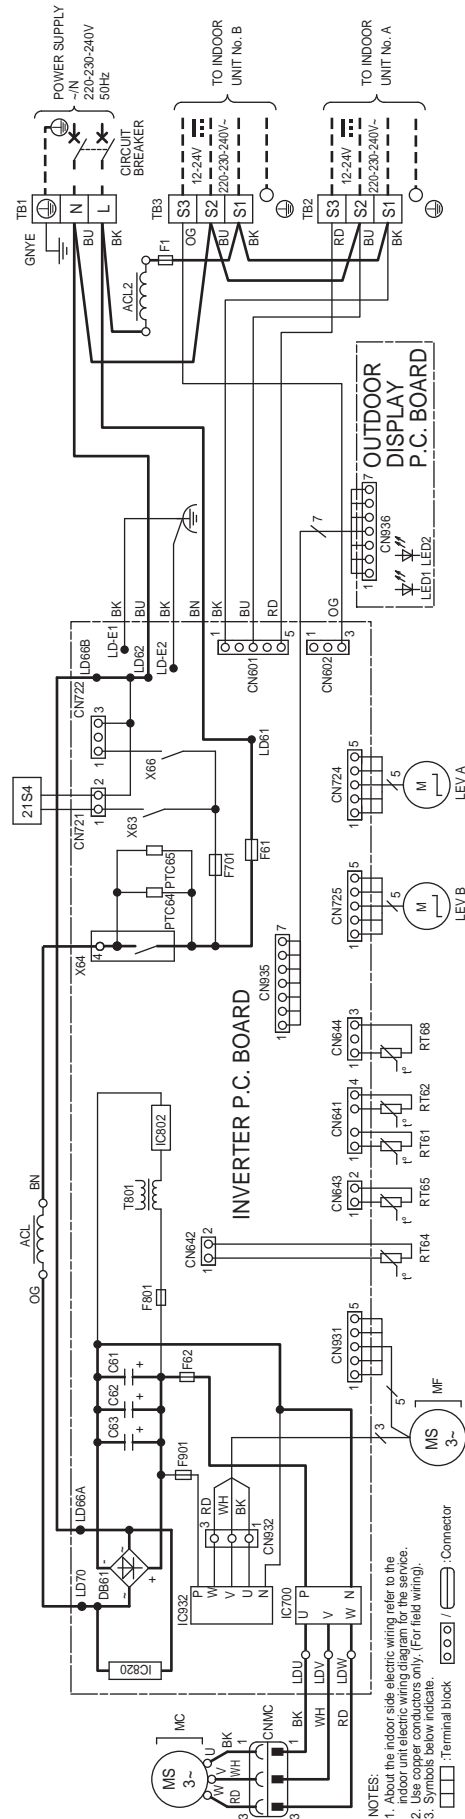 POWER SUPPLY
~/N
220-230-240V
50Hz
CIRCUIT
BREAKER
TB1
N
L
GNYE
BU
BK
TO INDOOR
UNIT No. B
12-24V
220-230-240V~
TB3
S3
S2
S1
OG
BU
BK
TO INDOOR
UNIT No. A
12-24V
220-230-240V~
TB2
S3
S2
S1
RD
BU
BK
ACL2
F1
OUTDOOR
DISPLAY
P.C. BOARD
7
CN936
1
LED1
LED2
7
BK
BU
BK
BN
BK
BU
RD
OG
LD-E1
LD66B
LD62
LD-E2
CN722
1
3
21S4
CN721
1
2
X66
X63
LD61
F701
F61
PTC64
PTC65
X64
4
1
CN601
5
1
CN602
3
CN724
1
5
5
M
LEV A
CN725
1
5
5
M
LEV B
CN935
1
7
INVERTER P.C. BOARD
CN644
1
3
t°
RT68
CN641
1
4
t°
RT62
t°
RT61
CN643
1
2
t°
RT65
CN642
1
2
t°
RT64
CN931
1
5
5
3
MS
3~
MF
BN
ACL
OG
IC802
T801
F801
C61
+
C62
+
C63
+
F62
F901
LD66A
LD70
DB61
-
~
~
+
IC820
IC932
P
W
V
U
N
3
1
CN932
RD
WH
BK
IC700
P
U
V
W
N
LDU
LDV
LDW
BK
WH
RD
CNMC
1
3
1
3
MC
MS
3~
U
V
W
BK
WH
RD
NOTES:
1. About the indoor side electric wiring refer to the
indoor unit electric wiring diagram for the service.
2. Use copper conductors only. (For field wiring).
3. Symbols below indicate.
:Terminal block
/
:Connector